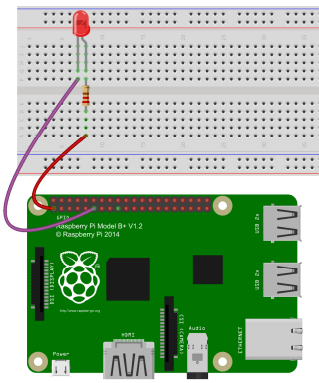 GPIO
Raspberry Pi Model B+ V1.2
© Raspberry Pi 2014
USB 2x
DSI (DISPLAY)
http://www.raspberrypi.org
USB 2x
CSI (CAMERA)
HDMI
Audio
ETHERNET
Power